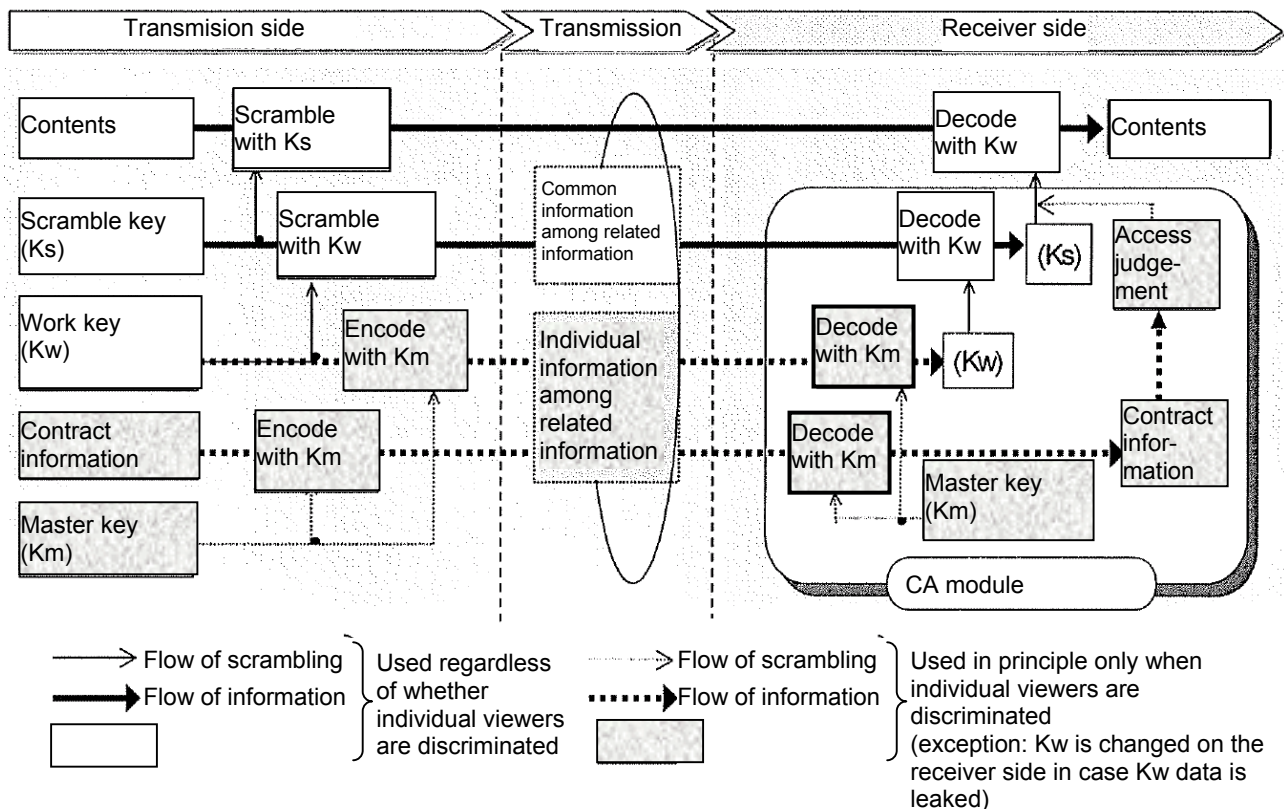 Transmision side
Transmission
Receiver side
Contents
Scramble
with Ks
Decode
with Kw
Contents
Scramble key
(Ks)
Scramble
with Kw
Common
information
among related
information
Decode
with Kw
(Ks)
Access
judge-
ment
Work key
(Kw)
Encode
with Km
Individual
information
among
related
information
Decode
with Km
(Kw)
Contract
information
Encode
with Km
Decode
with Km
Contract
infor-
mation
Master key
(Km)
Master key
(Km)
CA module
Flow of scrambling
Flow of information
Used regardless
of whether
individual viewers
are discriminated
Flow of scrambling
Flow of information
Used in principle only when
individual viewers are
discriminated
(exception: Kw is changed on the
receiver side in case Kw data is
leaked)